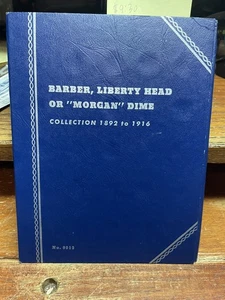 BARBER, LIBERTY HEAD
OR "MORGAN" DIME
COLLECTION 1892 to 1916